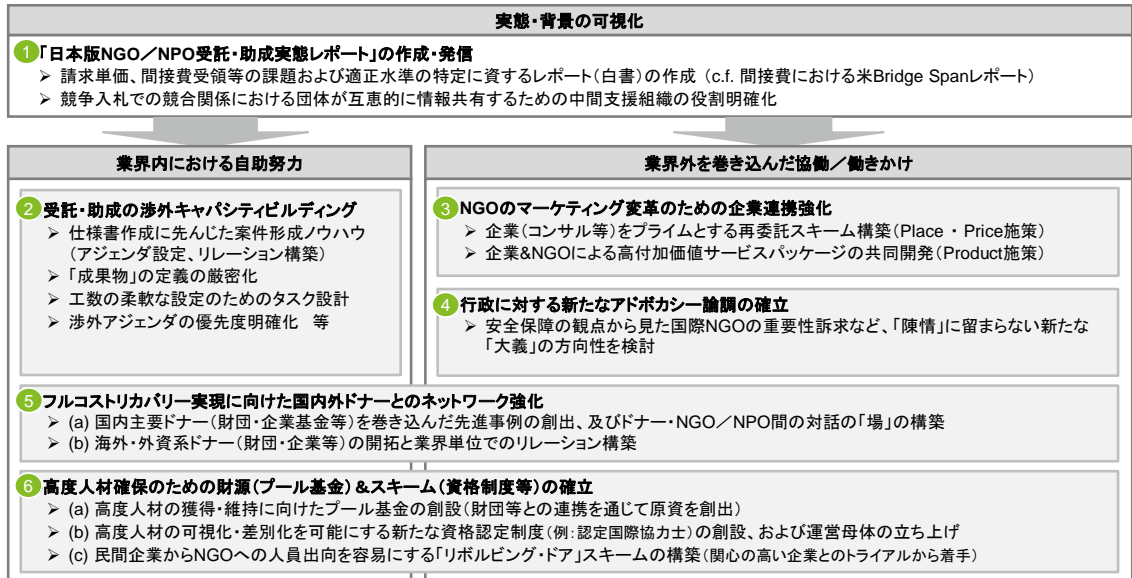 実態・背景の可視化
1 「日本版NGO／NPO受託・助成実態レポート」の作成・発信
➢ 請求単価、間接費受領等の課題および適正水準の特定に資するレポート（白書）の作成 （c.f. 間接費における米Bridge Spanレポート）
➢ 競争入札での競合関係における団体が互恵的に情報共有するための中間支援組織の役割明確化
業界内における自助努力
2 受託・助成の渉外キャパシティビルディング
➢ 仕様書作成に先んじた案件形成ノウハウ
（アジェンダ設定、リレーション構築）
➢ 「成果物」の定義の厳密化
➢ 工数の柔軟な設定のためのタスク設計
➢ 渉外アジェンダの優先度明確化 等
業界外を巻き込んだ協働／働きかけ
3 NGOのマーケティング変革のための企業連携強化
➢ 企業（コンサル等）をプライムとする再委託スキーム構築（Place ・ Price施策）
➢ 企業&NGOによる高付加価値サービスパッケージの共同開発（Product施策）
4 行政に対する新たなアドボカシー論調の確立
➢ 安全保障の観点から見た国際NGOの重要性訴求など、「陳情」に留まらない新たな
「大義」の方向性を検討
5 フルコストリカバリー実現に向けた国内外ドナーとのネットワーク強化
➢ (a) 国内主要ドナー（財団・企業基金等）を巻き込んだ先進事例の創出、及びドナー・NGO／NPO間の対話の「場」の構築
➢ (b) 海外・外資系ドナー（財団・企業等）の開拓と業界単位でのリレーション構築
6 高度人材確保のための財源（プール基金）＆スキーム（資格制度等）の確立
➢ (a) 高度人材の獲得・維持に向けたプール基金の創設（財団等との連携を通じて原資を創出）
➢ (b) 高度人材の可視化・差別化を可能にする新たな資格認定制度（例：認定国際協力士）の創設、および運営母体の立ち上げ
➢ (c) 民間企業からNGOへの人員出向を容易にする「リボルビング・ドア」スキームの構築（関心の高い企業とのトライアルから着手）